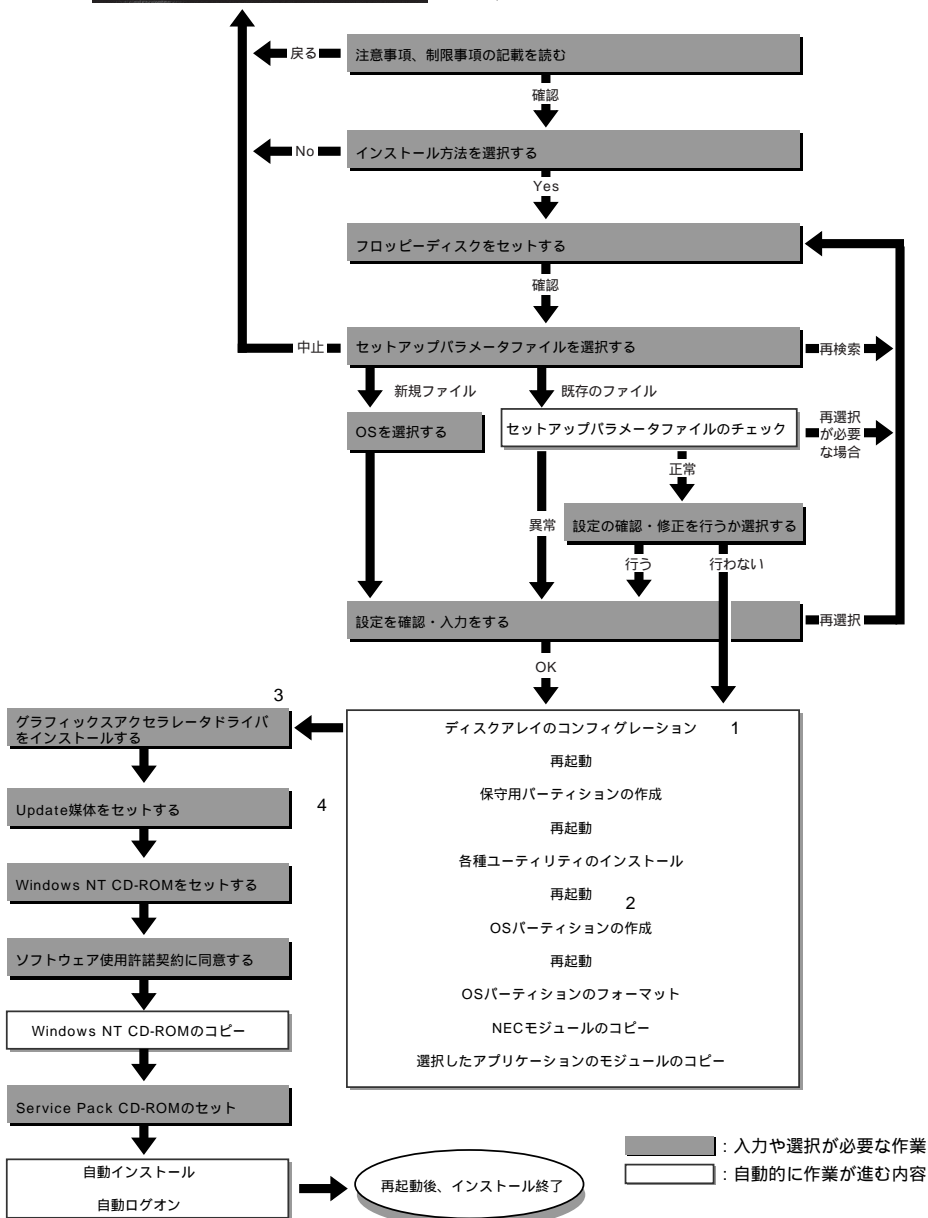 戻る
注意事項、制限事項の記載を読む
確認
No
インストール方法を選択する
Yes
フロッピーディスクをセットする
確認
中止
セットアップパラメータファイルを選択する
再検索
新規ファイル
既存のファイル
OSを選択する
セットアップパラメータファイルのチェック
再選択
が必要
な場合
正常
異常
設定の確認・修正を行うか選択する
行う
行わない
設定を確認・入力をする
再選択
OK
ディスクアレイのコンフィグレーション 1
再起動
保守用パーティションの作成
再起動
各種ユーティリティのインストール
再起動
2
OSパーティションの作成
再起動
OSパーティションのフォーマット
NECモジュールのコピー
選択したアプリケーションのモジュールのコピー
3
グラフィックスアクセラレータドライバ
をインストールする
Update媒体をセットする
4
Windows NT CD-ROMをセットする
ソフトウェア使用許諾契約に同意する
Windows NT CD-ROMのコピー
Service Pack CD-ROMのセット
自動インストール
自動ログオン
再起動後、インストール終了
：入力や選択が必要な作業
：自動的に作業が進む内容